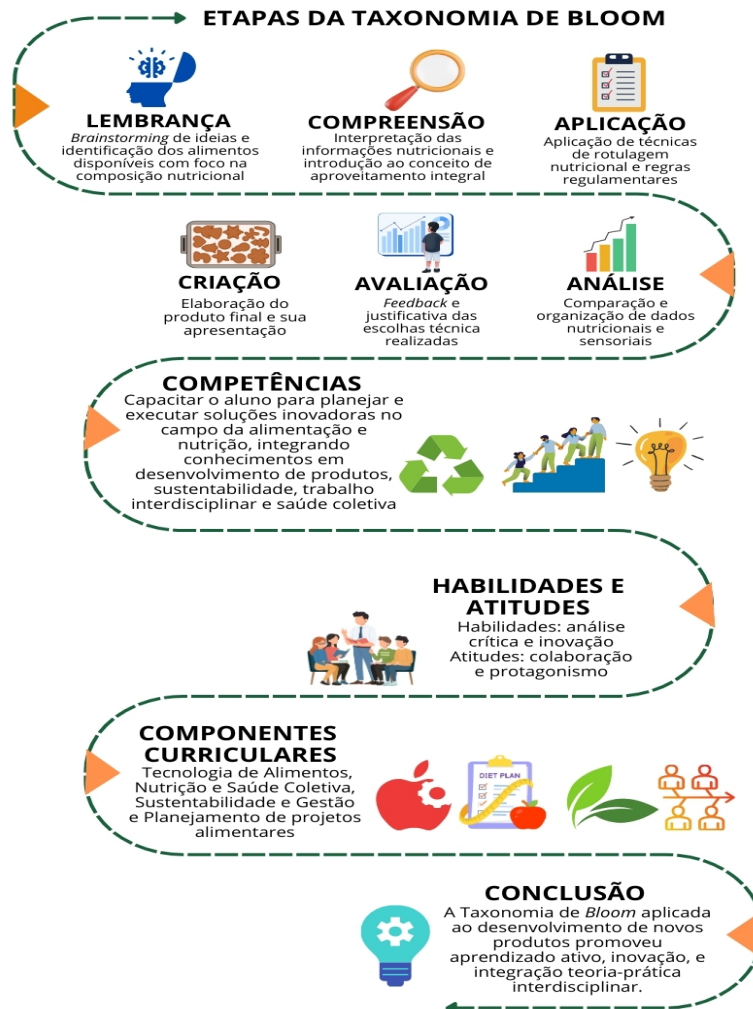 ETAPAS DA TAXONOMIA DE BLOOM
LEMBRANÇA
Brainstorming de ideias e
identificação dos alimentos
disponíveis com foco na
composição nutricional
COMPREENSÃO
Interpretação das
informações nutricionais e
introdução ao conceito de
aproveitamento integral
APLICAÇÃO
Aplicação de técnicas
de rotulagem
nutricional e regras
regulamentares
CRIAÇÃO
Elaboração do
produto final e sua
apresentação
AVALIAÇÃO
Feedback e
justificativa das
escolhas técnica
realizadas
ANÁLISE
Comparação e
organização de dados
nutricionais e
sensoriais
COMPETÊNCIAS
Capacitar o aluno para planejar e
executar soluções inovadoras no
campo da alimentação e
nutrição, integrando
conhecimentos em
desenvolvimento de produtos,
sustentabilidade, trabalho
interdisciplinar e saúde coletiva
HABILIDADES E
ATITUDES
Habilidades: análise
crítica e inovação
Atitudes: colaboração
e protagonismo
COMPONENTES
CURRICULARES
Tecnologia de Alimentos,
Nutrição e Saúde Coletiva,
Sustentabilidade e Gestão
e Planejamento de projetos
alimentares
DIET PLAN
CONCLUSÃO
A Taxonomia de Bloom aplicada
ao desenvolvimento de novos
produtos promoveu
aprendizado ativo, inovação, e
integração teoria-prática
interdisciplinar.